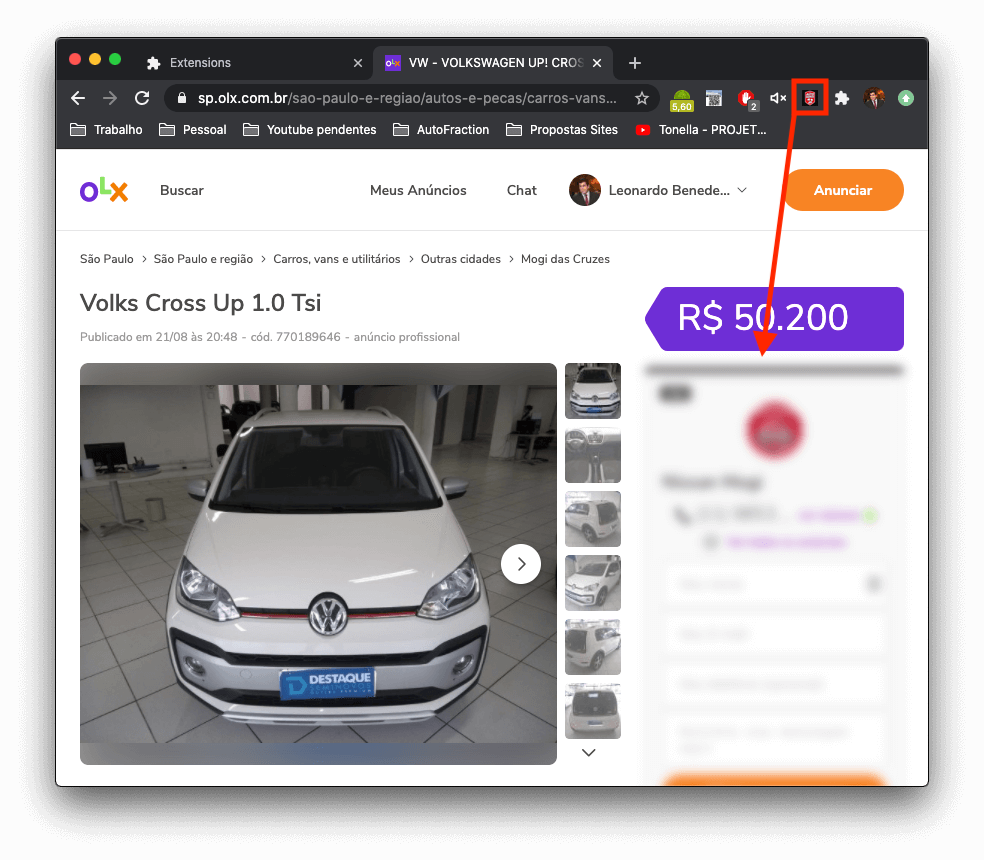 Extensions
VW - VOLKSWAGEN UP! CROS
sp.olx.com.br/sao-paulo-e-regiao/autos-e-pecas/carros-vans...
5,60
2
Trabalho
Pessoal
Youtube pendentes
AutoFraction
Propostas Sites
Tonella - PROJET...
olx
Buscar
Meus Anúncios
Chat
Leonardo Benede...
Anunciar
São Paulo > São Paulo e região > Carros, vans e utilitários > Outras cidades > Mogi das Cruzes
Volks Cross Up 1.0 Tsi
R$ 50.200
Publicado em 21/08 às 20:48 - cód. 770189646 - anúncio profissional
DESTAQUE